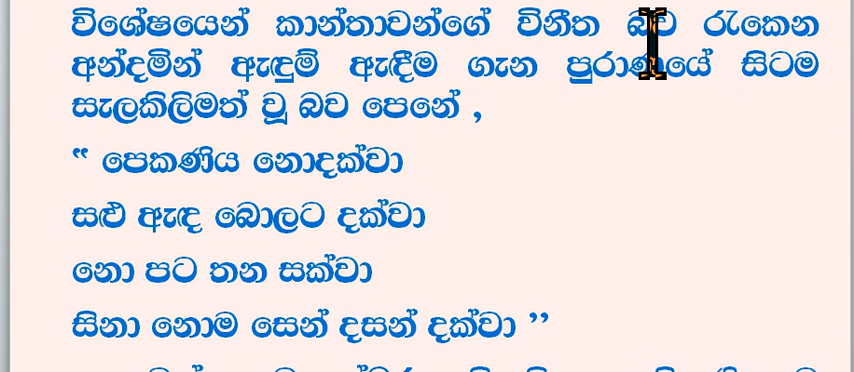 විශේෂයෙන් කාන්තාවන්ගේ විනීත බව රැකෙන
අන්දමින් ඇඳුම් ඇඳීම ගැන පුරාණයේ සිටම
සැලකිලිමත් වූ බව පෙනේ ,
“ පෙකණිය නොදක්වා
සළු ඇඳ බොලට දක්වා
නො පට තන සක්වා
සිනා නොම සෙන් දසන් දක්වා ’’